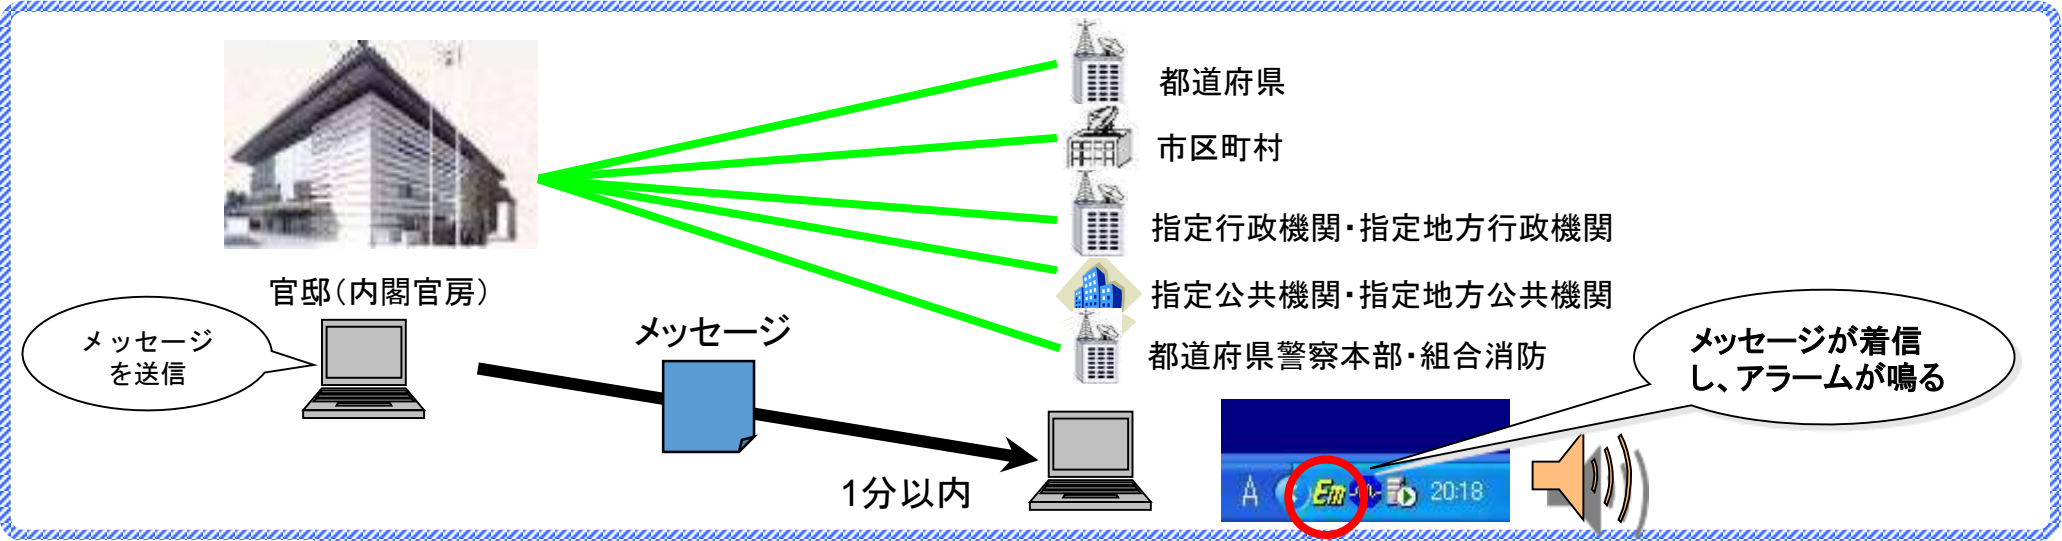 都道府県
市区町村
指定行政機関・指定地方行政機関
官邸(内閣官房)
指定公共機関・指定地方公共機関
メッセージ
を送信
メッセージ
都道府県警察本部・組合消防
メッセージが着信
し、アラームが鳴る
1分以内
A
Em
20:18